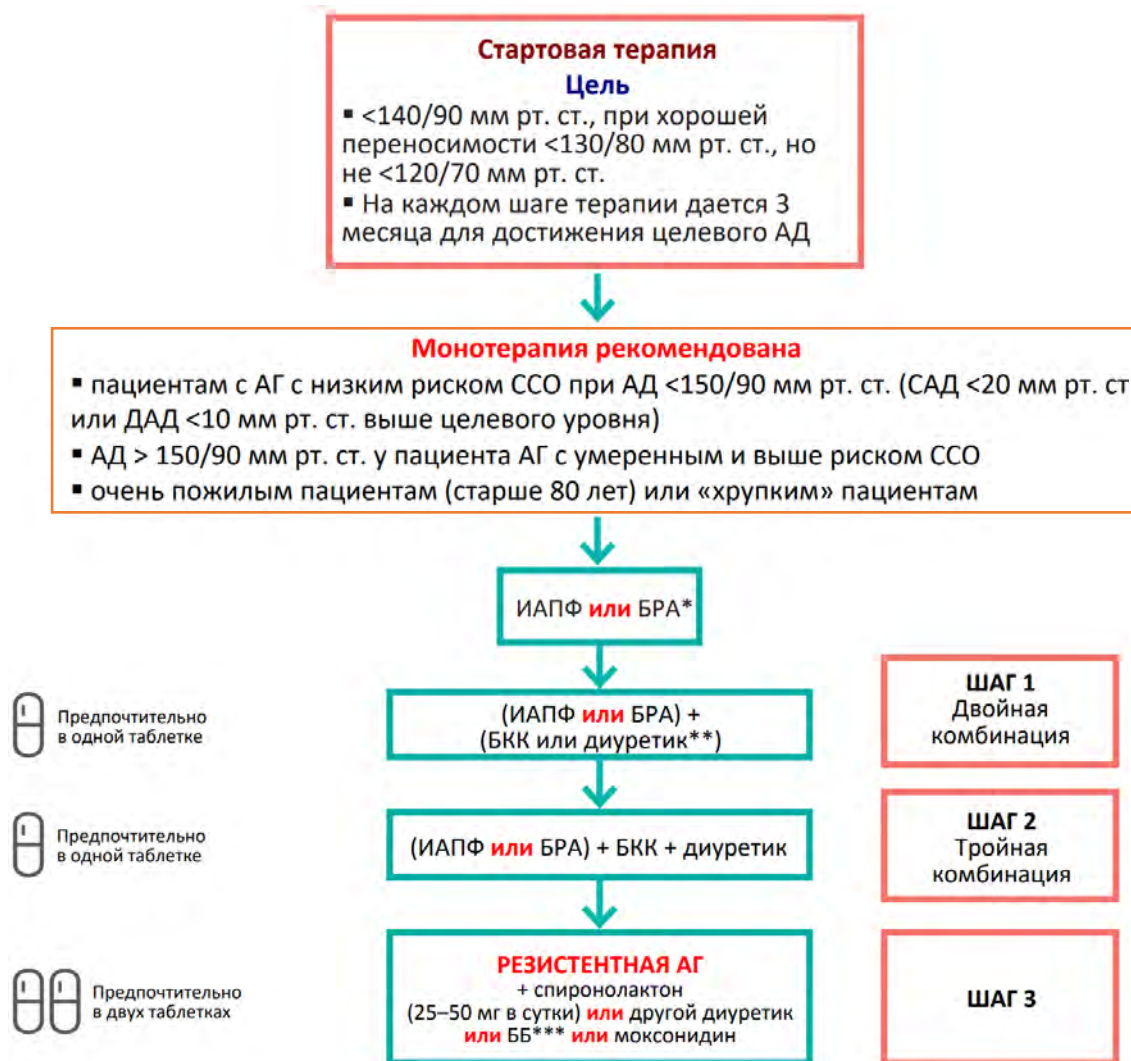 Стартовая терапия
Цель
▪ <140/90 мм рт. ст., при хорошей
переносимости <130/80 мм рт. ст., но
не <120/70 мм рт. ст.
▪ На каждом шаге терапии дается 3
месяца для достижения целевого АД
Монотерапия рекомендована
▪ пациентам с АГ с низким риском ССО при АД <150/90 мм рт. ст. (САД <20 мм рт. ст
или ДАД <10 мм рт. ст. выше целевого уровня)
▪ АД > 150/90 мм рт. ст. у пациента АГ с умеренным и выше риском ССО
▪ очень пожилым пациентам (старше 80 лет) или «хрупким» пациентам
ИАПФ или БРА*
Предпочтительно
в одной таблетке
(ИАПФ или БРА) +
(БКК или диуретик**)
ШАГ 1
Двойная
комбинация
Предпочтительно
в одной таблетке
(ИАПФ или БРА) + БКК + диуретик
ШАГ 2
Тройная
комбинация
Предпочтительно
в двух таблетках
РЕЗИСТЕНТНАЯ АГ
+ спиронолактон
(25–50 мг в сутки) или другой диуретик
или ББ*** или моксонидин
ШАГ 3